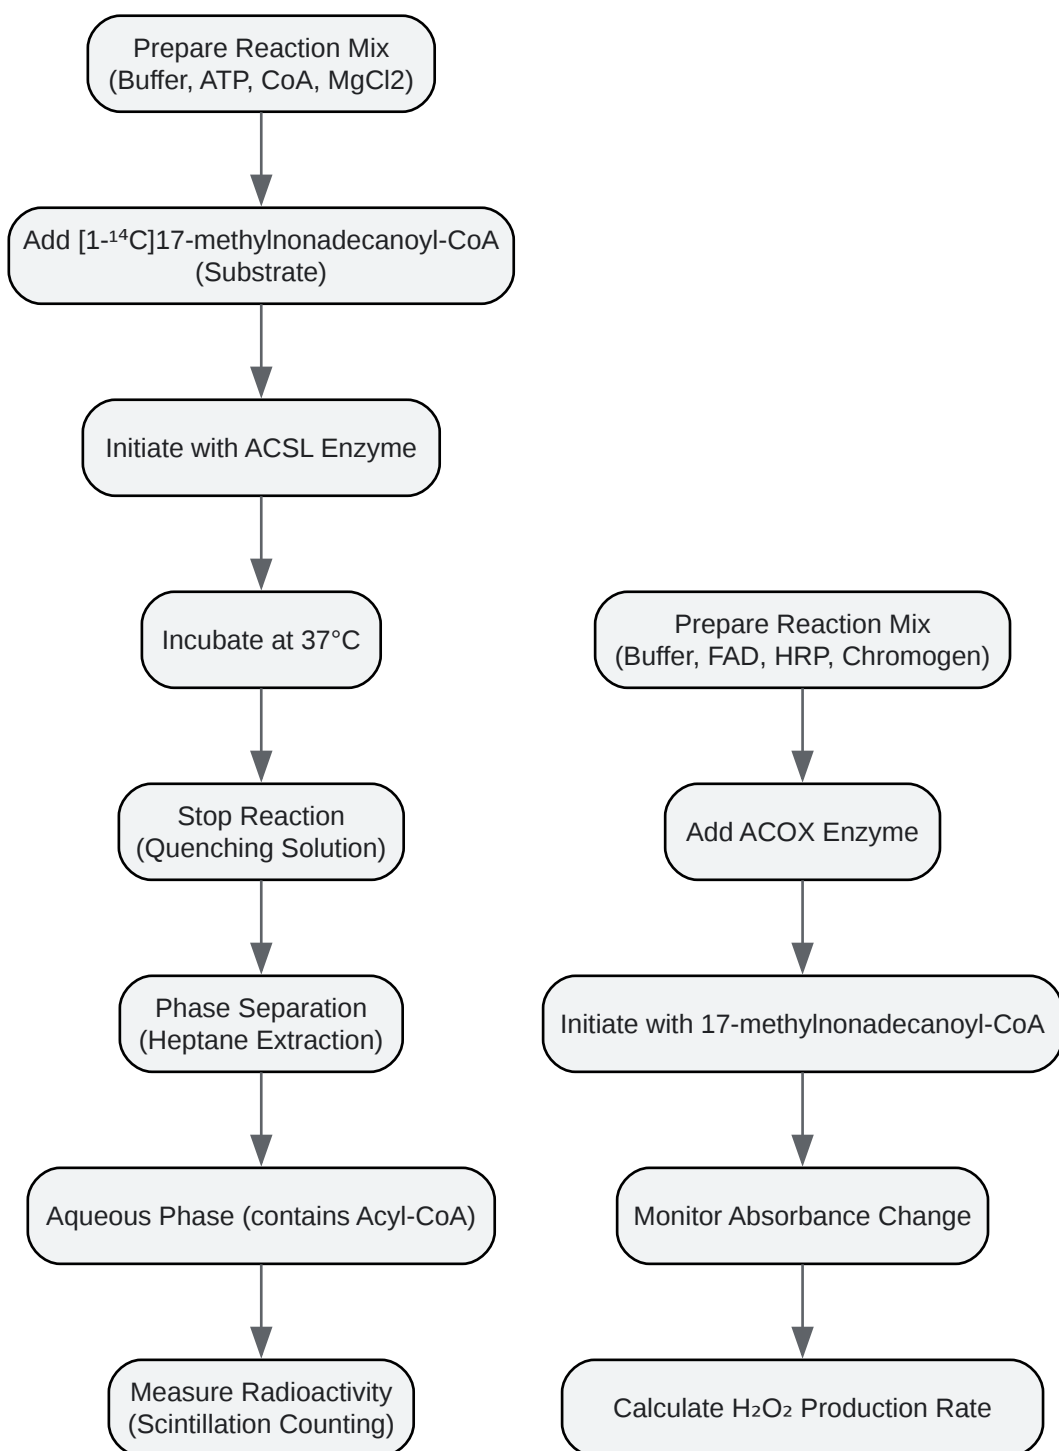 Prepare Reaction Mix
(Buffer, ATP, CoA, MgCl2)
Add [1-¹⁴C]17-methylnonadecanoyl-CoA
(Substrate)
Initiate with ACSL Enzyme
Incubate at 37°C
Stop Reaction
(Quenching Solution)
Phase Separation
(Heptane Extraction)
Aqueous Phase (contains Acyl-CoA)
Measure Radioactivity
(Scintillation Counting)
Prepare Reaction Mix
(Buffer, FAD, HRP, Chromogen)
Add ACOX Enzyme
Initiate with 17-methylnonadecanoyl-CoA
Monitor Absorbance Change
Calculate H₂O₂ Production Rate